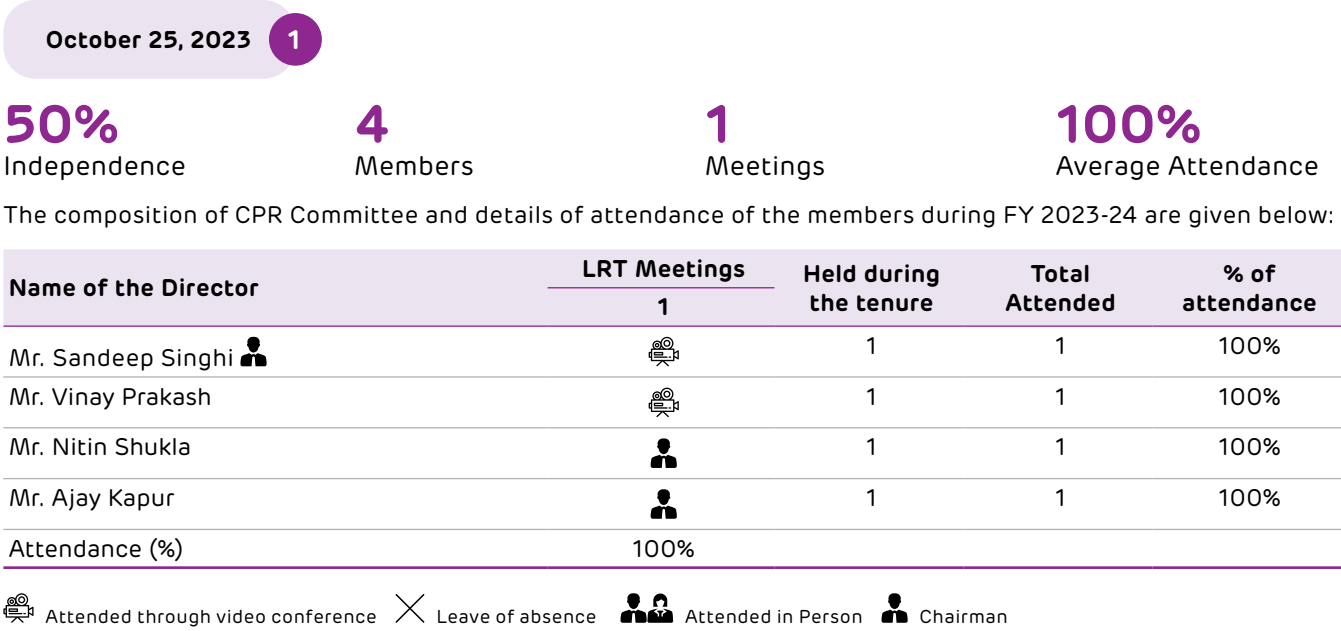 October 25, 2023 1
50% 4 1 100%
Independence Members Meetings Average Attendance
The composition of CPR Committee and details of attendance of the members during FY 2023-24 are given below:
Name of the Director LRT Meetings Held during the tenure Total Attended % of attendance
1
Mr. Sandeep Singhi 1 1 100%
Mr. Vinay Prakash 1 1 100%
Mr. Nitin Shukla 1 1 100%
Mr. Ajay Kapur 1 1 100%
Attendance (%) 100%
Attended through video conference Leave of absence Attended in Person Chairman